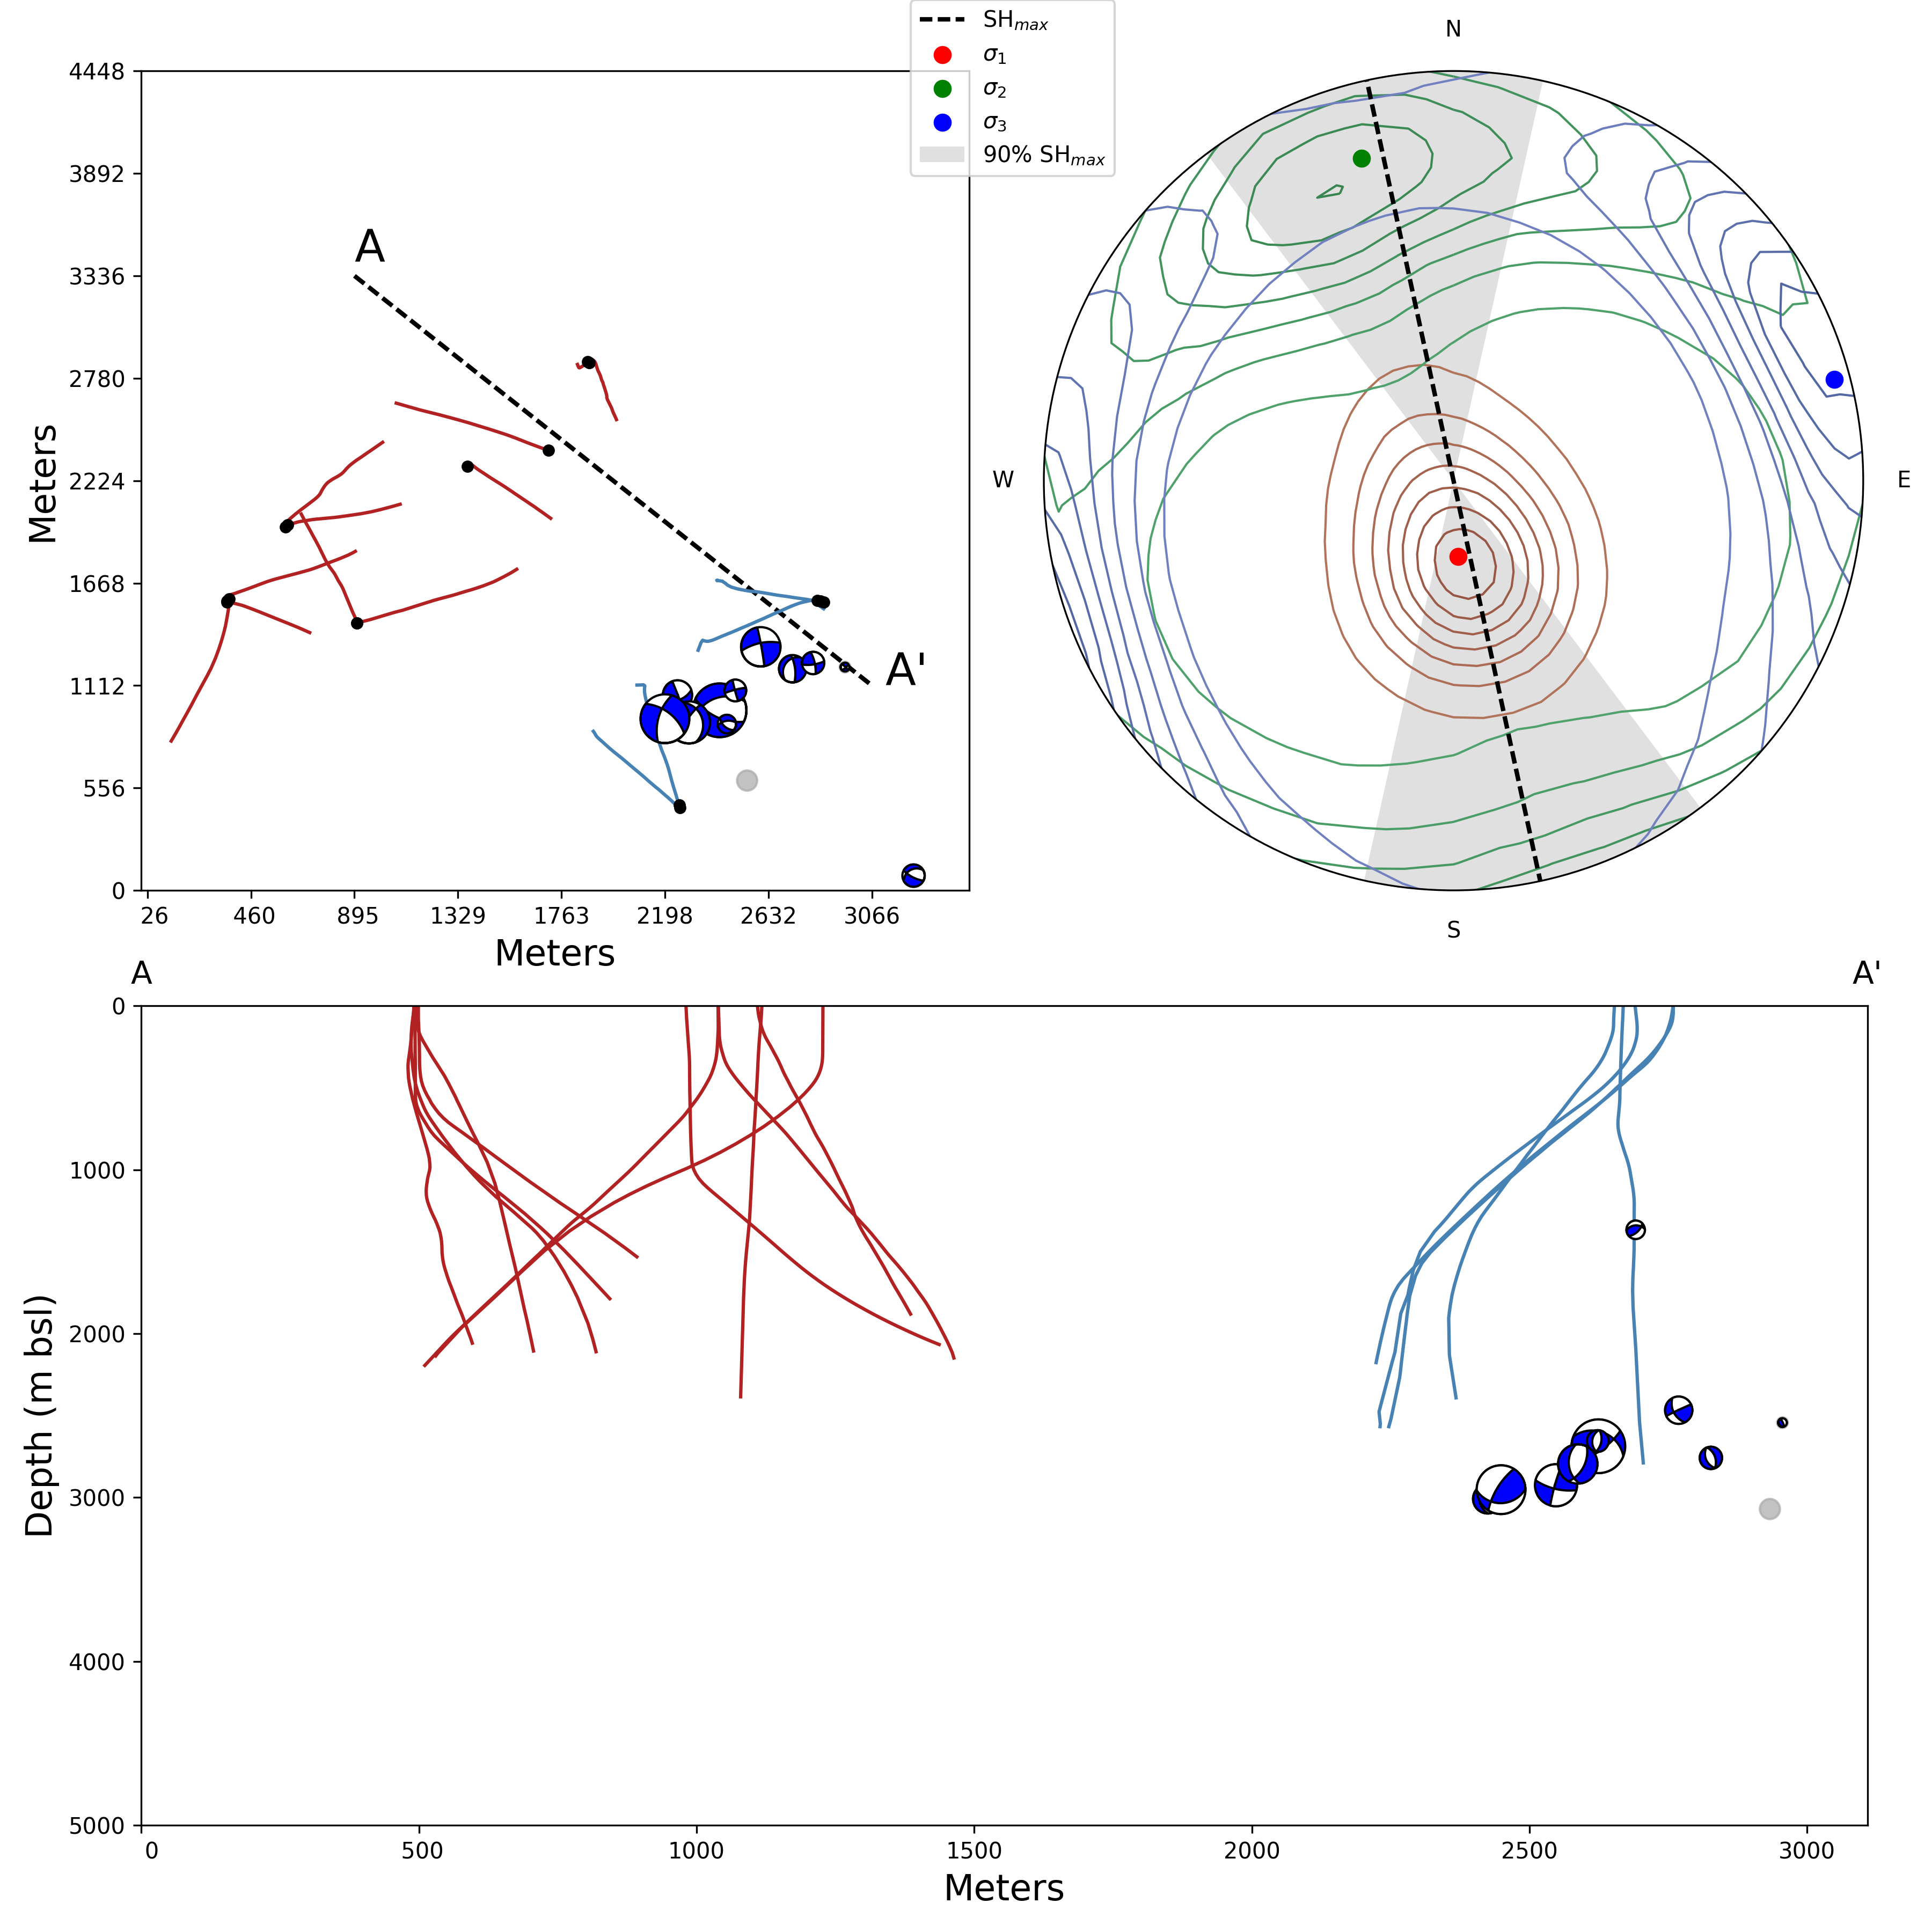 SHmax
σ1
σ2
σ3
90% SHmax
N
W
E
S
4448
3892
3336
2780
2224
1668
1112
556
0
Meters
A
A'
26 460 895 1329 1763 2198 2632 3066
Meters
A A'
0
1000
2000
3000
4000
5000
Depth (m bsl)
0 500 1000 1500 2000 2500 3000
Meters